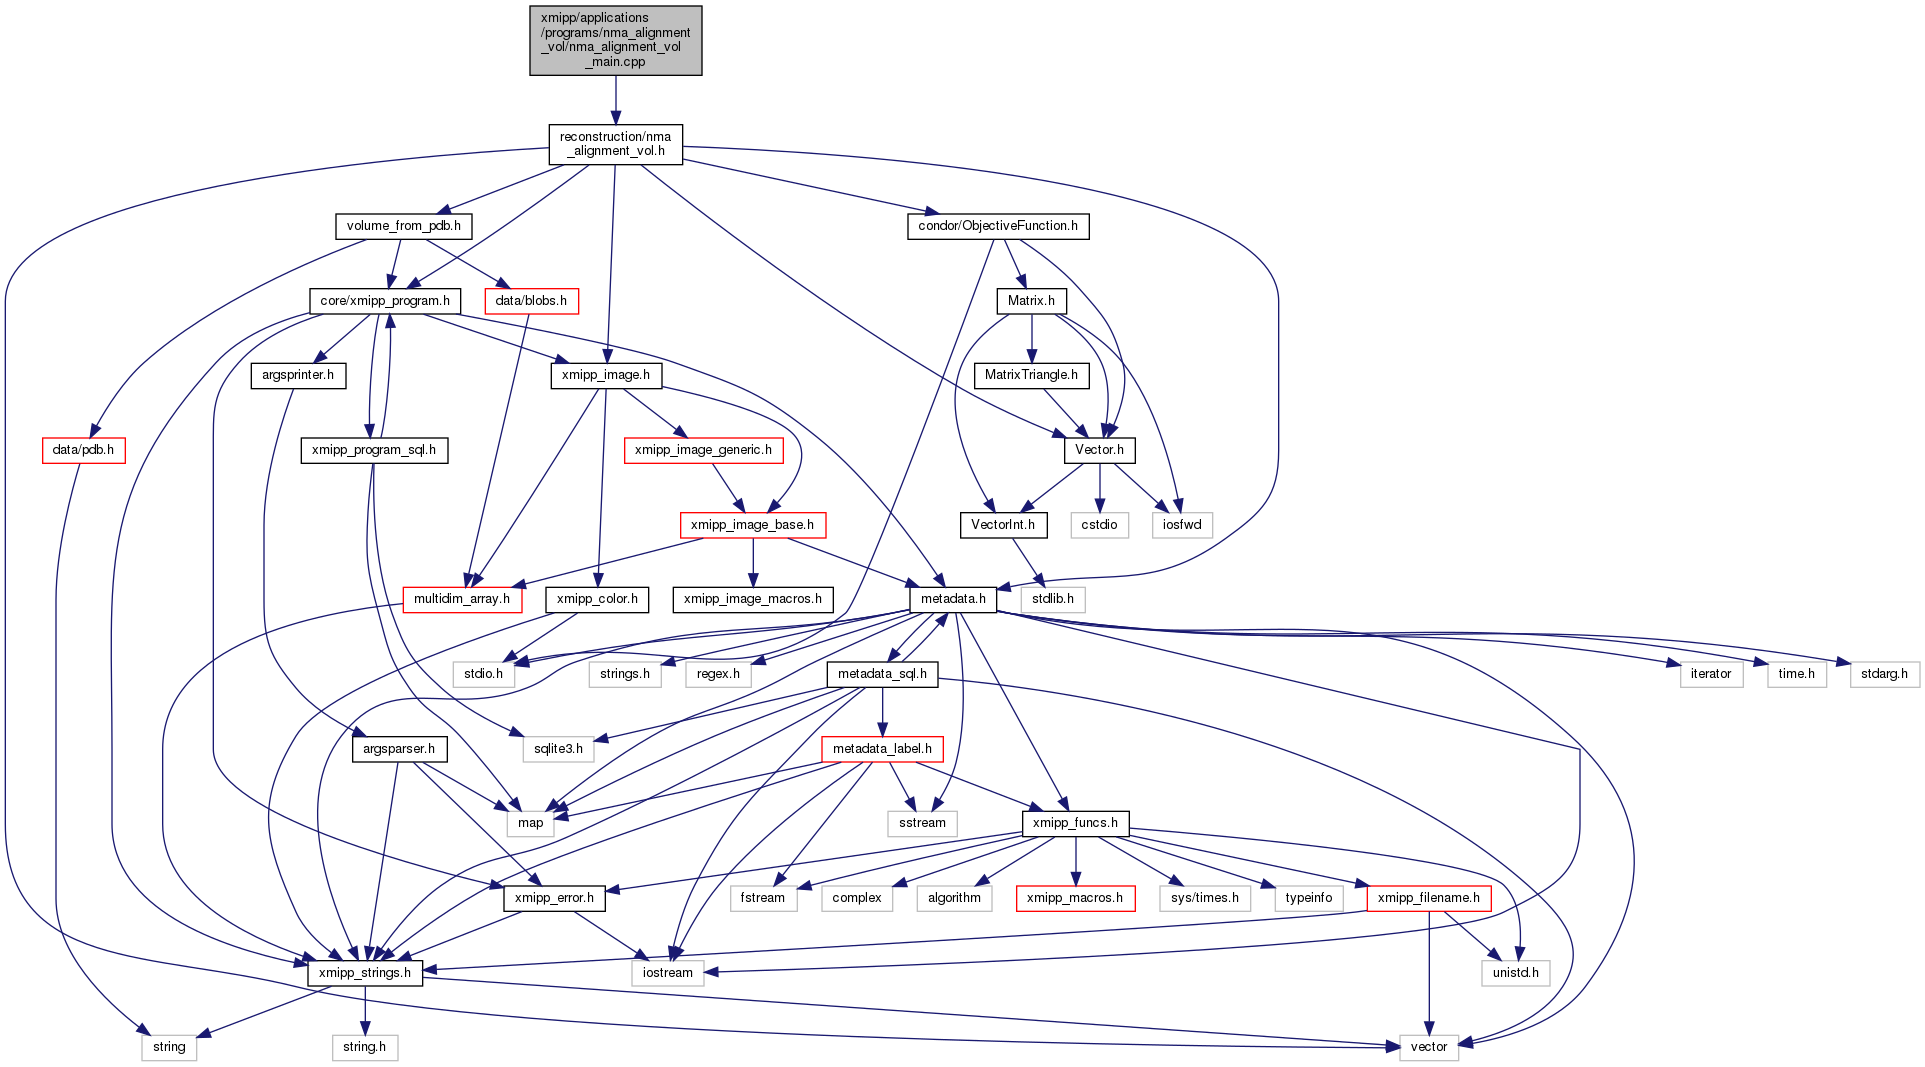 xmipp/applications
/programs/nma_alignment
_vol/nma_alignment_vol
_main.cpp
reconstruction/nma
_alignment_vol.h
volume_from_pdb.h
condor/ObjectiveFunction.h
core/xmipp_program.h
data/blobs.h
Matrix.h
argsprinter.h
xmipp_image.h
MatrixTriangle.h
data/pdb.h
xmipp_program_sql.h
xmipp_image_generic.h
Vector.h
xmipp_image_base.h
VectorInt.h
cstdio
iosfwd
multidim_array.h
xmipp_color.h
xmipp_image_macros.h
metadata.h
stdlib.h
stdio.h
strings.h
regex.h
metadata_sql.h
iterator
time.h
stdarg.h
argsparser.h
sqlite3.h
metadata_label.h
map
sstream
xmipp_funcs.h
xmipp_error.h
fstream
complex
algorithm
xmipp_macros.h
sys/times.h
typeinfo
xmipp_filename.h
xmipp_strings.h
iostream
unistd.h
string
string.h
vector